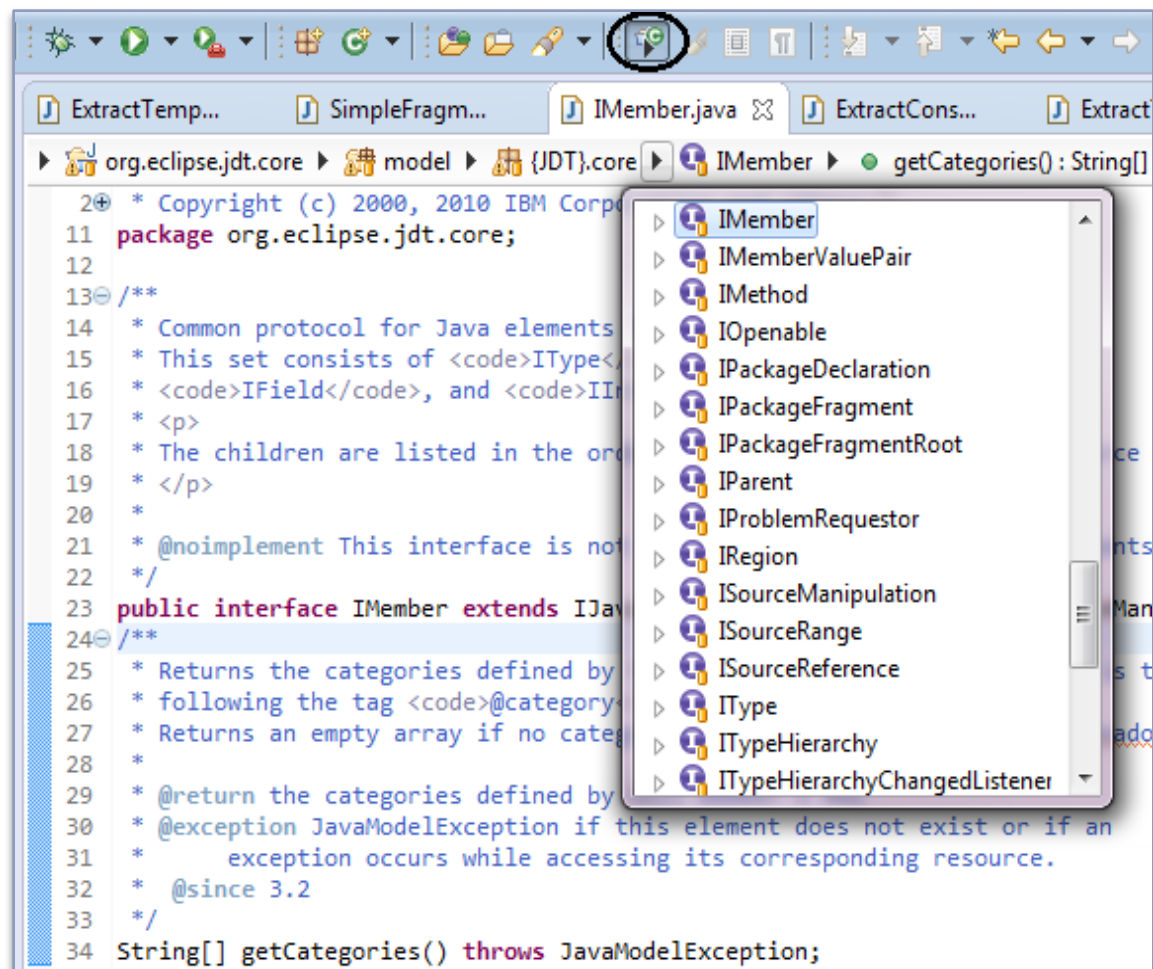 ExtractTemp... SimpleFragm... IMember.java ExtractCons... Extract
org.eclipse.jdt.core model {JDT}.core IMember getCategories() : String[]
2 * Copyright (c) 2000, 2010 IBM Corp
11 package org.eclipse.jdt.core;
12
13 /**
14 * Common protocol for Java elements
15 * This set consists of <code>IType</
16 * <code>IField</code>, and <code>IIn
17 * <p>
18 * The children are listed in the ord ce
19 * </p>
20 *
21 * @noimplement This interface is not nts
22 */
23 public interface IMember extends IJav Man
24 /**
25 * Returns the categories defined by s t
26 * following the tag <code>@category<
27 * Returns an empty array if no categ ado
28 *
29 * @return the categories defined by
30 * @exception JavaModelException if this element does not exist or if an
31 * exception occurs while accessing its corresponding resource.
32 * @since 3.2
33 */
34 String[] getCategories() throws JavaModelException;
IMember
IMemberValuePair
IMethod
IOpenable
IPackageDeclaration
IPackageFragment
IPackageFragmentRoot
IParent
IProblemRequestor
IRegion
ISourceManipulation
ISourceRange
ISourceReference
IType
ITypeHierarchy
ITypeHierarchyChangedListener